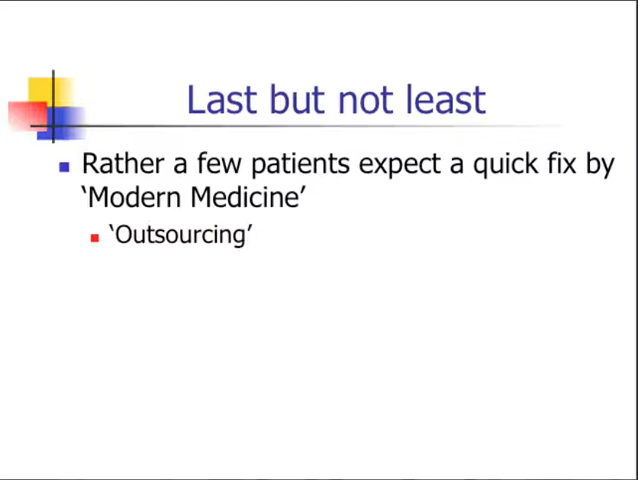 Last but not least
Rather a few patients expect a quick fix by
‘Modern Medicine’
‘Outsourcing’